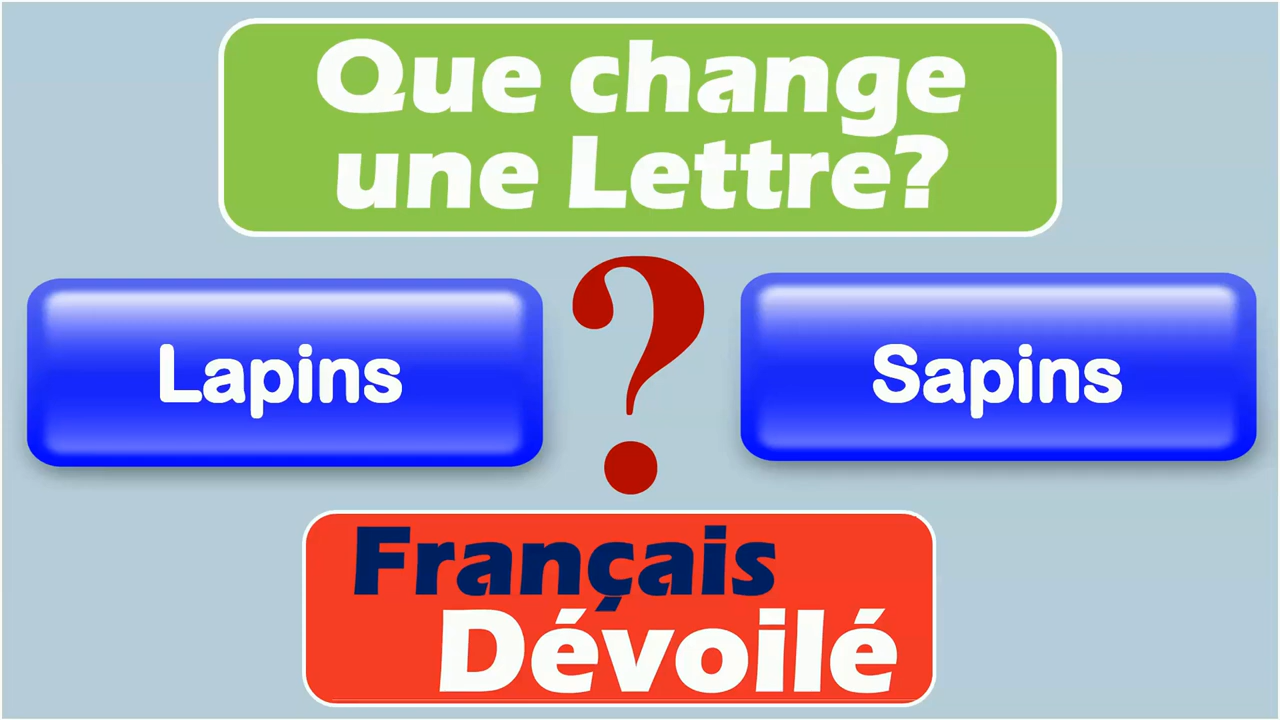 Que change
une Lettre?
Lapins
?
Sapins
Français
Dévoilé